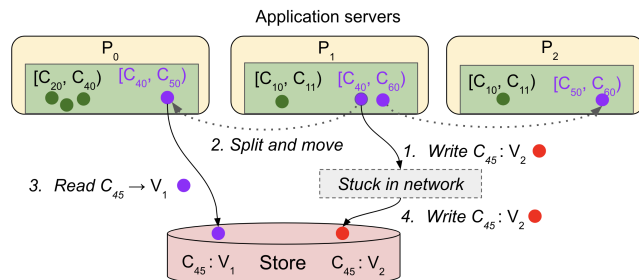 Application servers
P0 P1 P2
[C20, C40) [C40, C50) [C10, C11) [C40, C60) [C10, C11) [C50, C60)
2. Split and move
1. Write C45: V2
3. Read C45 → V1
Stuck in network
4. Write C45: V2
C45: V1 Store C45: V2